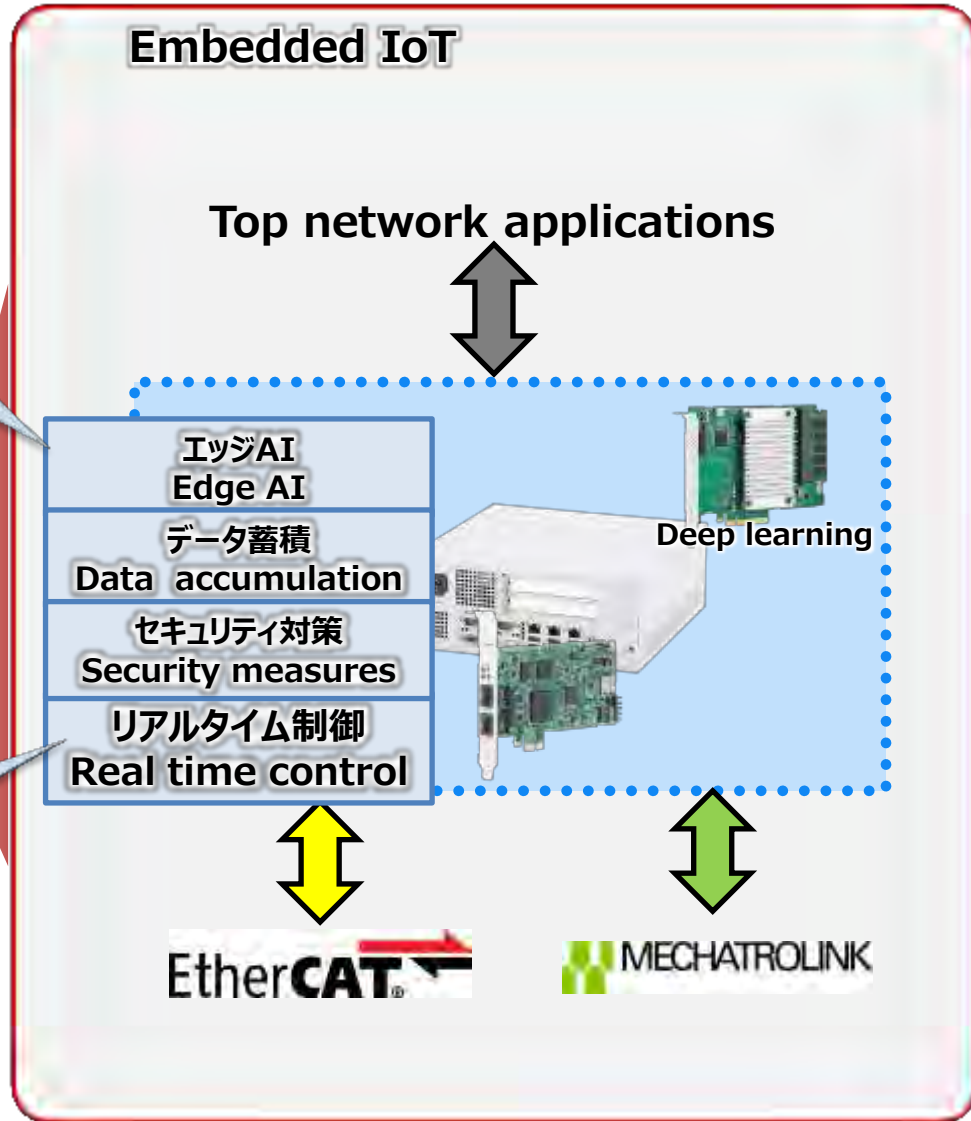 Embedded IoT
Top network applications
エッジAI
Edge AI
データ蓄積
Data accumulation
セキュリティ対策
Security measures
リアルタイム制御
Real time control
Deep learning
EtherCAT®
MECHATROLINK